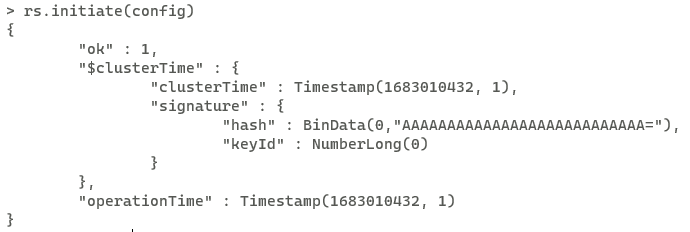 > rs.initiate(config)
{
"ok" : 1,
"$clusterTime" : {
"clusterTime" : Timestamp(1683010432, 1),
"signature" : {
"hash" : BinData(0,"AAAAAAAAAAAAAAAAAAAAAAAAAAA="),
"keyId" : NumberLong(0)
}
},
"operationTime" : Timestamp(1683010432, 1)
}